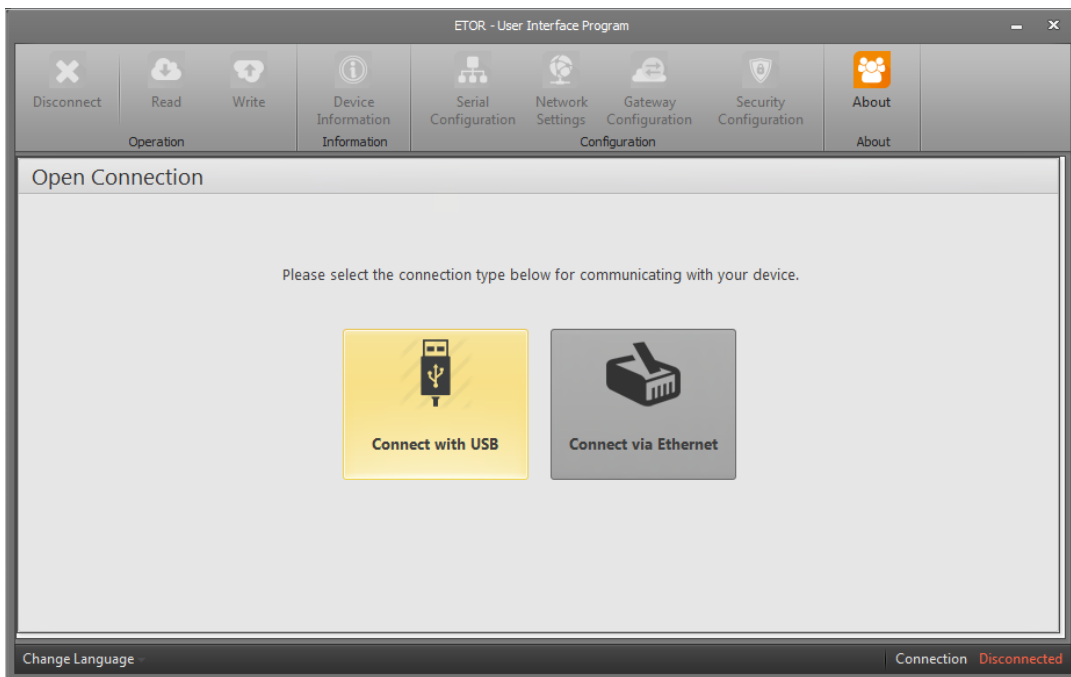 ETOR - User Interface Program
Disconnect
Read
Write
Device
Information
Serial
Configuration
Network
Settings
Gateway
Configuration
Security
Configuration
About
Operation
Information
Configuration
About
Open Connection
Please select the connection type below for communicating with your device.
Connect with USB
Connect via Ethernet
Change Language
Connection Disconnected